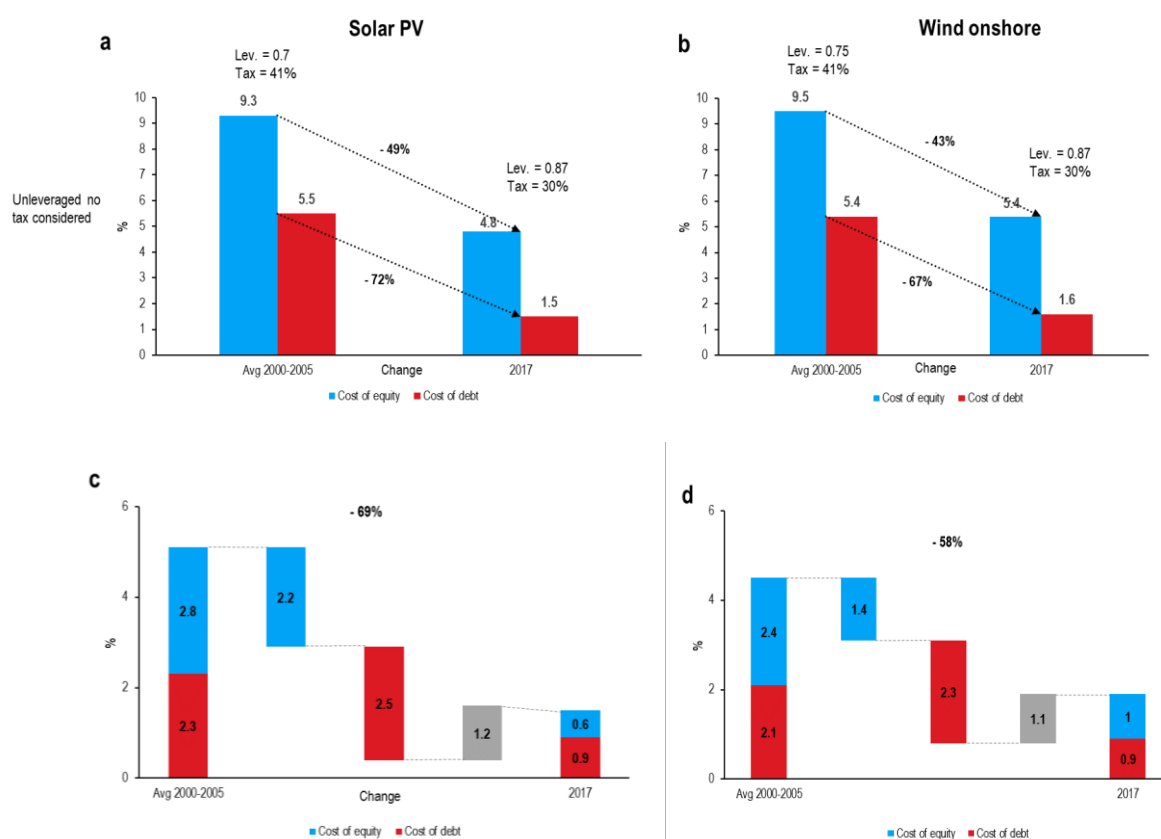 Solar PV
Wind onshore
a
Lev. = 0.7
Tax = 41%
10
9
8
7
6
5
4
3
2
1
0
%
Unleveraged no
tax considered
9.3
5.5
- 49%
- 72%
Lev. = 0.87
Tax = 30%
4.8
1.5
Avg 2000-2005
Change
2017
Cost of equity
Cost of debt
b
Lev. = 0.75
Tax = 41%
10
9
8
7
6
5
4
3
2
1
0
%
9.5
5.4
- 43%
- 67%
Lev. = 0.87
Tax = 30%
5.4
1.6
Avg 2000-2005
Change
2017
Cost of equity
Cost of debt
c
- 69%
6
4
2
0
%
2.8
2.3
2.2
2.5
1.2
0.6
0.9
Avg 2000-2005
Change
2017
Cost of equity
Cost of debt
d
- 58%
6
4
2
0
%
2.4
2.1
1.4
2.3
1.1
1
0.9
Avg 2000-2005
2017
Cost of equity
Cost of debt